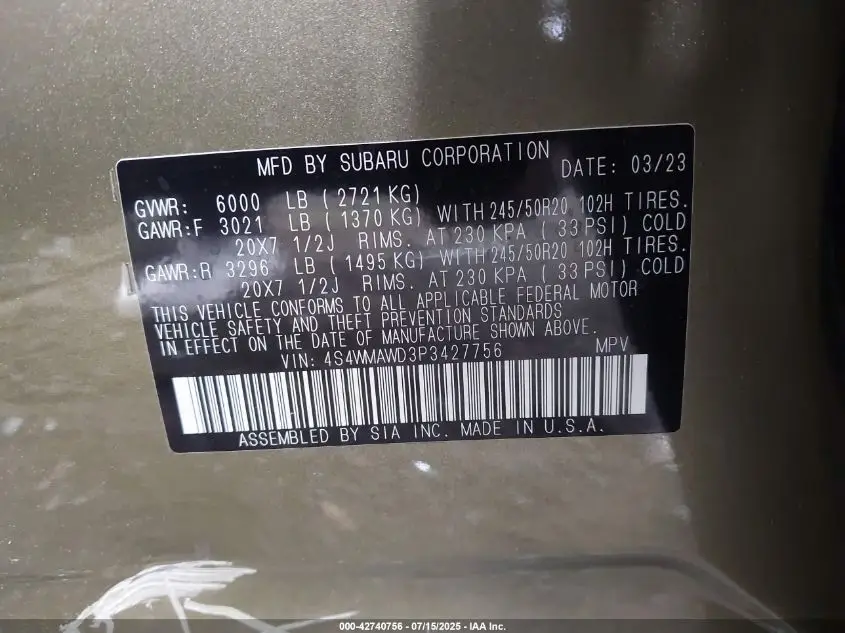 MFD BY SUBARU CORPORATION DATE: 03/23
GVWR: 6000 LB ( 2721 KG)
GAWR:F 3021 LB ( 1370 KG) WITH 245/50R20 102H TIRES.
20X7 1/2J RIMS. AT 230 KPA ( 33 PSI) COLD
GAWR:R 3296 LB ( 1495 KG) WITH 245/50R20 102H TIRES.
20X7 1/2J RIMS. AT 230 KPA ( 33 PSI) COLD
THIS VEHICLE CONFORMS TO ALL APPLICABLE FEDERAL MOTOR
VEHICLE SAFETY AND THEFT PREVENTION STANDARDS
IN EFFECT ON THE DATE OF MANUFACTURE SHOWN ABOVE.
VIN: 4S4WMAWD3P3427756 MPV
ASSEMBLED BY SIA INC. MADE IN U.S.A.
000-42740756 - 07/15/2025 - IAA Inc.